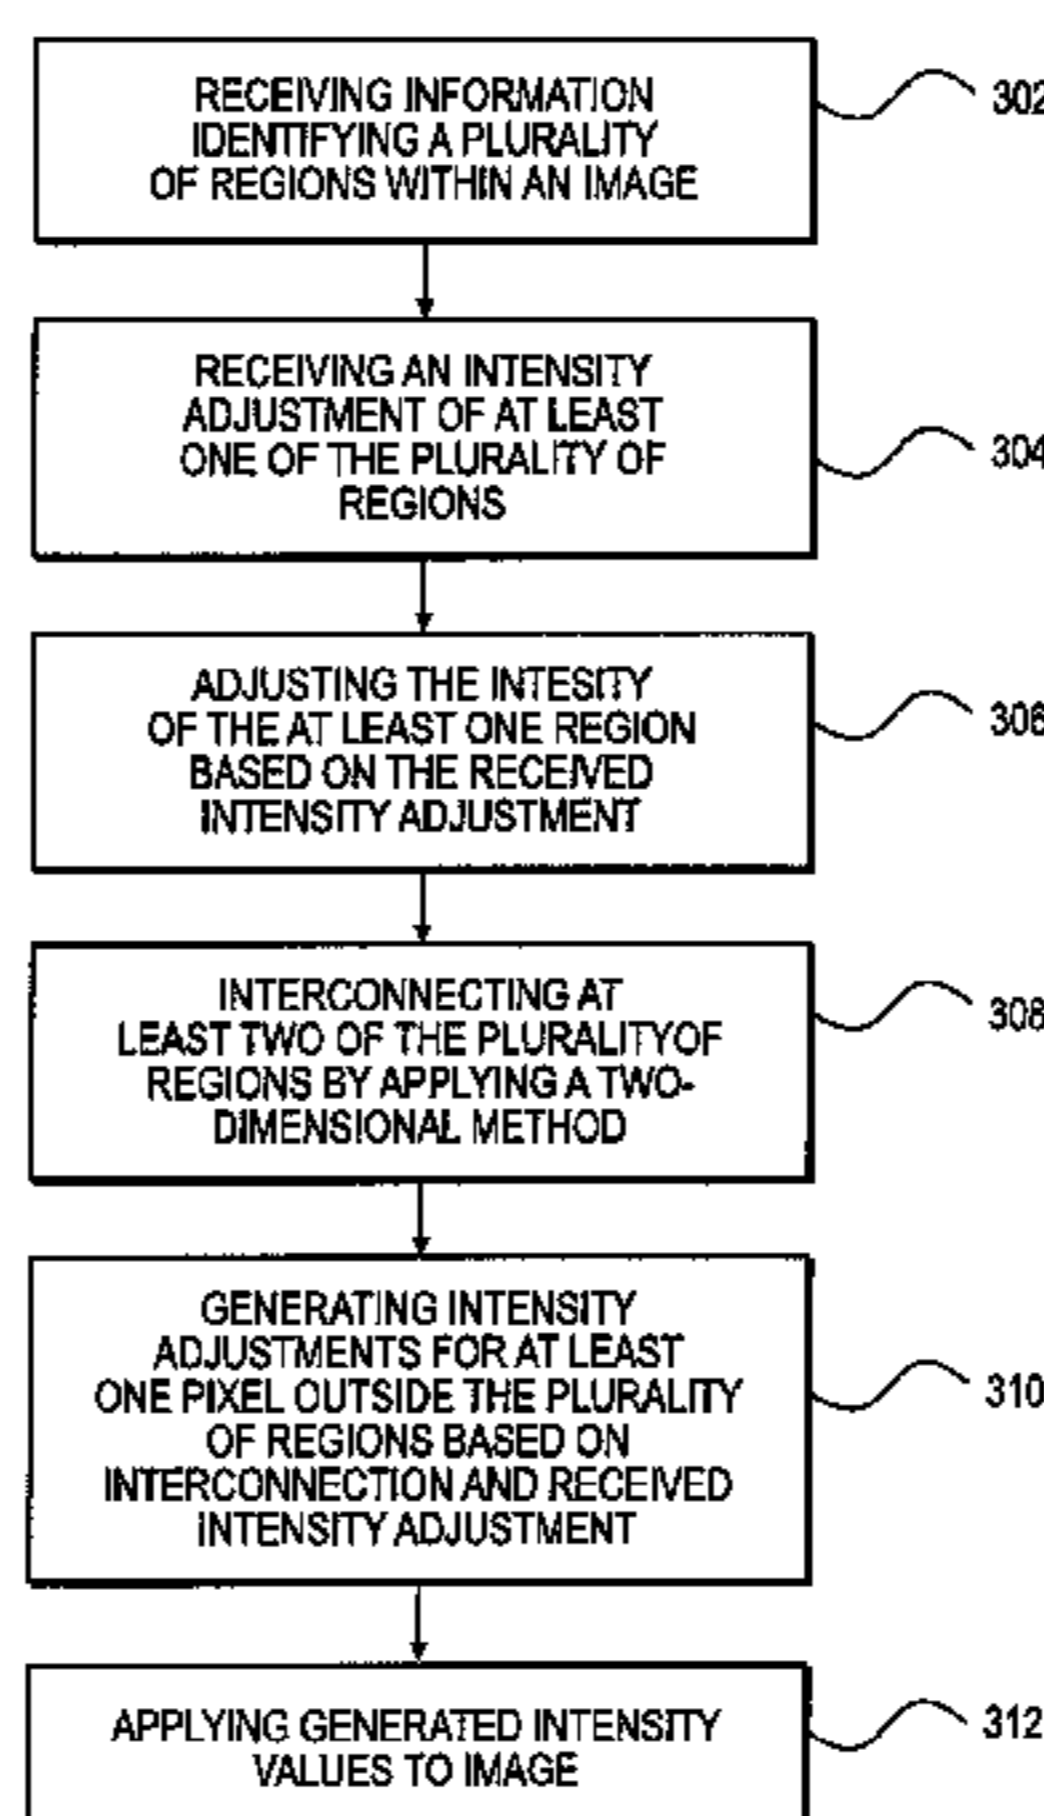 RECEIVING INFORMATION
IDENTIFYING A PLURALITY
OF REGIONS WITHIN AN IMAGE
302
RECEIVING AN INTENSITY
ADJUSTMENT OF AT LEAST
ONE OF THE PLURALITY OF
REGIONS
304
ADJUSTING THE INTESITY
OF THE AT LEAST ONE REGION
BASED ON THE RECEIVED
INTENSITY ADJUSTMENT
306
INTERCONNECTING AT
LEAST TWO OF THE PLURALITYOF
REGIONS BY APPLYING A TWO-
DIMENSIONAL METHOD
308
GENERATING INTENSITY
ADJUSTMENTS FOR AT LEAST
ONE PIXEL OUTSIDE THE PLURALITY
OF REGIONS BASED ON
INTERCONNECTION AND RECEIVED
INTENSITY ADJUSTMENT
310
APPLYING GENERATED INTENSITY
VALUES TO IMAGE
312